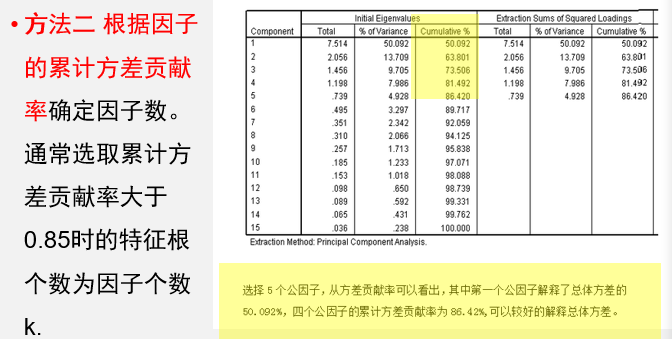 • 方法二 根据因子
的累计方差贡献
率确定因子数。
通常选取累计方
差贡献率大于
0.85时的特征根
个数为因子个数
k.
Initial Eigenvalues Extraction Sums of Squared Loadings
Component Total % of Variance Cumulative % Total % of Variance Cumulative %
1 7.514 50.092 50.092 7.514 50.092 50.092
2 2.056 13.709 63.801 2.056 13.709 63.801
3 1.456 9.705 73.506 1.456 9.705 73.506
4 1.198 7.986 81.492 1.198 7.986 81.492
5 .739 4.928 86.420 .739 4.928 86.420
6 .495 3.297 89.717
7 .351 2.342 92.059
8 .310 2.066 94.125
9 .257 1.713 95.838
10 .185 1.233 97.071
11 .153 1.018 98.088
12 .098 .650 98.739
13 .089 .592 99.331
14 .065 .431 99.762
15 .036 .238 100.000
Extraction Method: Principal Component Analysis.
选择 5 个公因子，从方差贡献率可以看出，其中第一个公因子解释了总体方差的
50.092%，四个公因子的累计方差贡献率为 86.42%,可以较好的解释总体方差。